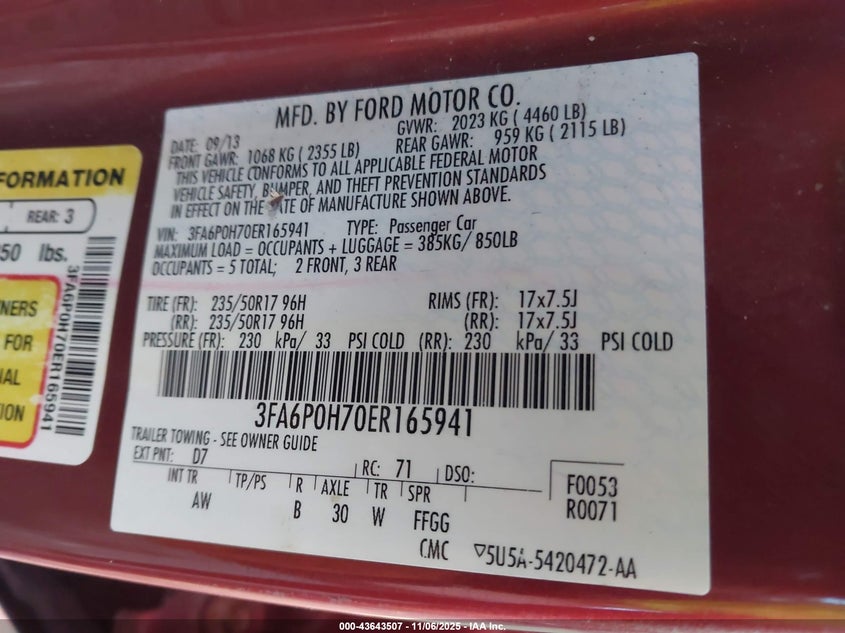 MFD. BY FORD MOTOR CO.
DATE: 09/13 GVWR: 2023 KG ( 4460 LB)
FRONT GAWR: 1068 KG ( 2355 LB) REAR GAWR: 959 KG ( 2115 LB)
THIS VEHICLE CONFORMS TO ALL APPLICABLE FEDERAL MOTOR
VEHICLE SAFETY, BUMPER, AND THEFT PREVENTION STANDARDS
IN EFFECT ON THE DATE OF MANUFACTURE SHOWN ABOVE.
VIN: 3FA6P0H70ER165941 TYPE: Passenger Car
MAXIMUM LOAD = OCCUPANTS + LUGGAGE = 385KG/ 850LB
OCCUPANTS = 5 TOTAL; 2 FRONT, 3 REAR
TIRE (FR): 235/50R17 96H RIMS (FR): 17x7.5J
(RR): 235/50R17 96H (RR): 17x7.5J
PRESSURE (FR): 230 kPa/ 33 PSI COLD (RR): 230 kPa/ 33 PSI COLD
3FA6P0H70ER165941
TRAILER TOWING - SEE OWNER GUIDE
EXT PNT: D7 RC: 71 DSO: F0053
INT TR TP/PS R AXLE TR SPR R0071
AW B 30 W FFGG
CMC ▽5U5A-5420472-AA
FORMATION
REAR: 3
50 lbs.
NERS
FOR
IAL
TION
3FA6P0H70ER165941
000-43643507 - 11/06/2025 - IAA Inc.